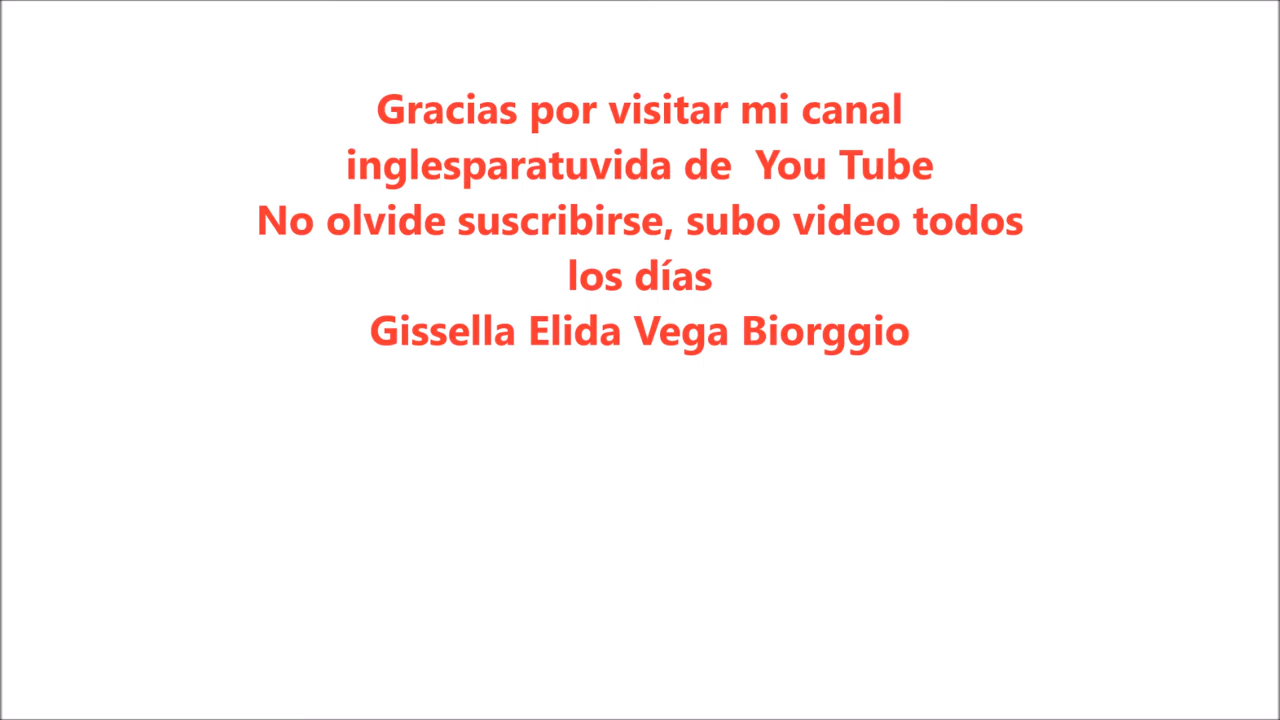 Gracias por visitar mi canal
inglesparatuvida de  You Tube
No olvide suscribirse, subo video todos
los días
Gissella Elida Vega Biorggio